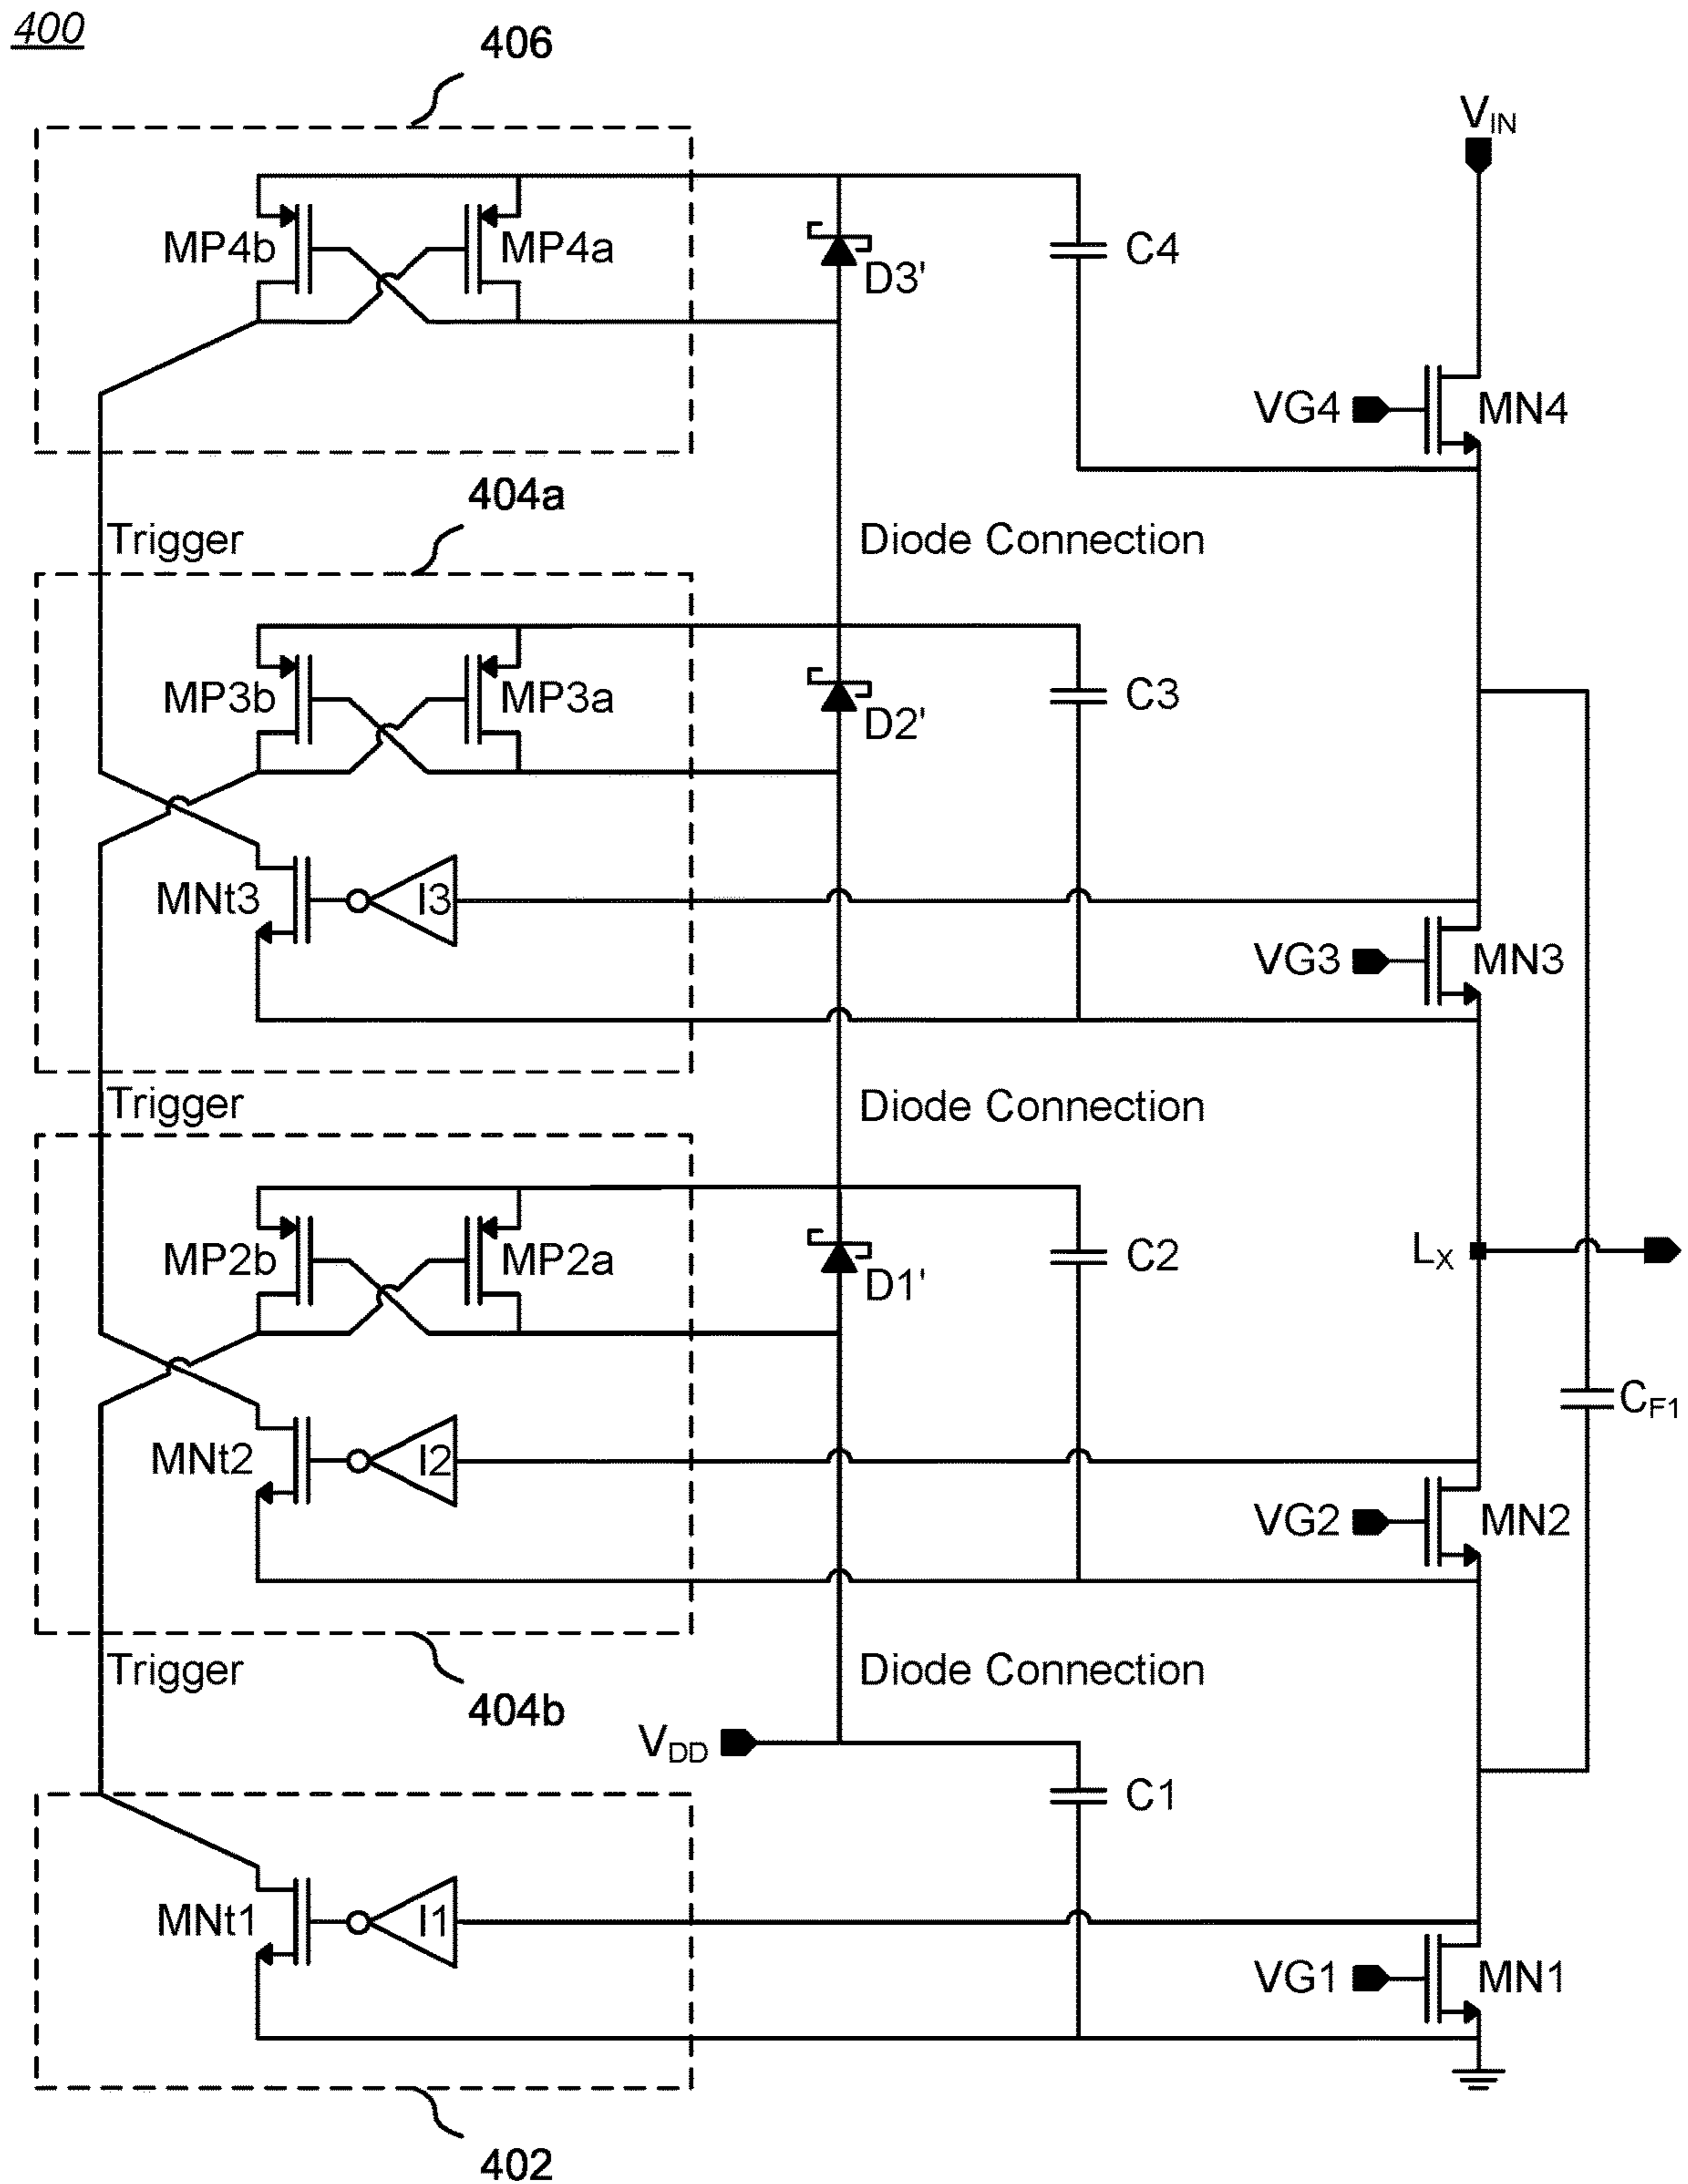 400
406
V_IN
MP4b
MP4a
D3'
C4
VG4
MN4
404a
Trigger
Diode Connection
MP3b
MP3a
D2'
C3
MNt3
I3
VG3
MN3
Trigger
Diode Connection
MP2b
MP2a
D1'
C2
L_X
C_F1
MNt2
I2
VG2
MN2
Trigger
Diode Connection
404b
V_DD
C1
MNt1
I1
VG1
MN1
402